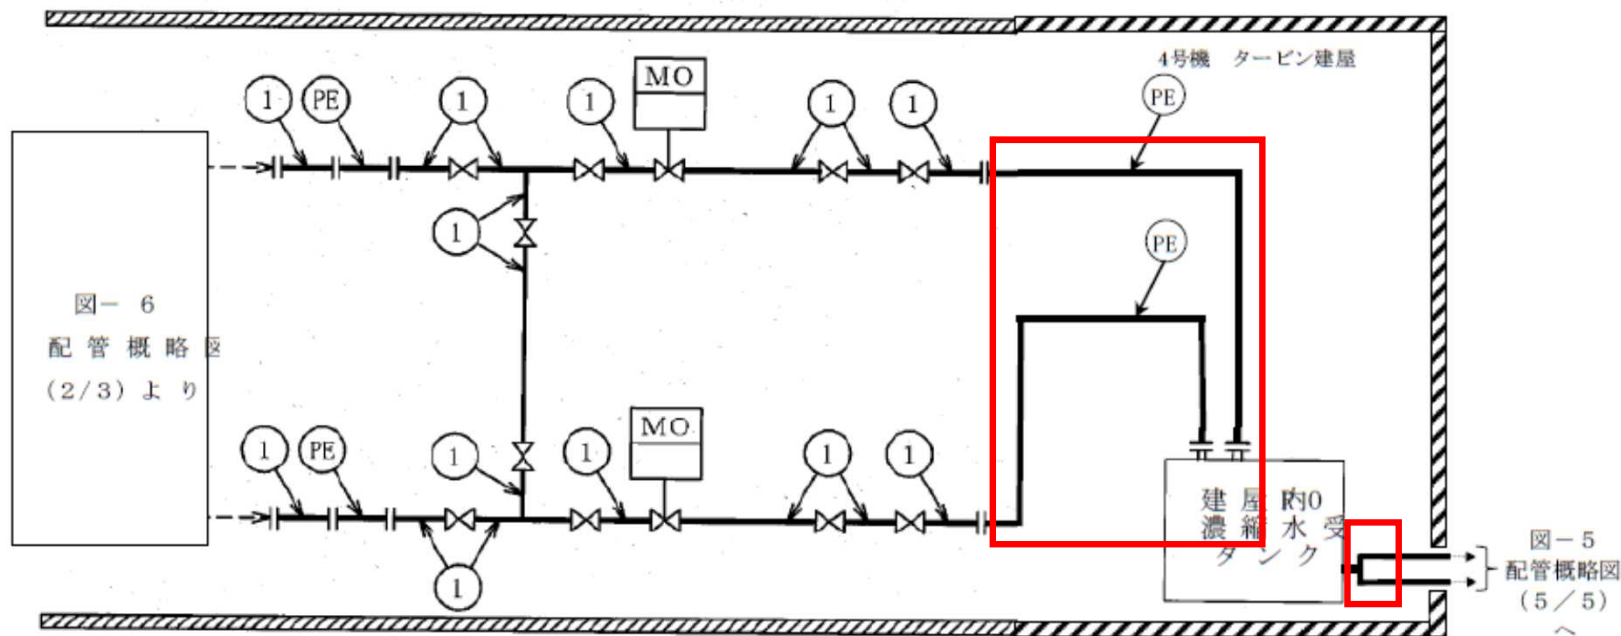 4号機 タービン建屋
MO
1
PE
1
1
1
1
PE
1
PE
図－ 6
配 管 概 略 図
(2/3) よ り
MO
1
PE
1
1
1
1
建 屋 内RO
濃 縮 水 受
タ ン ク
図－5
配管概略図
(5／5)
へ
1